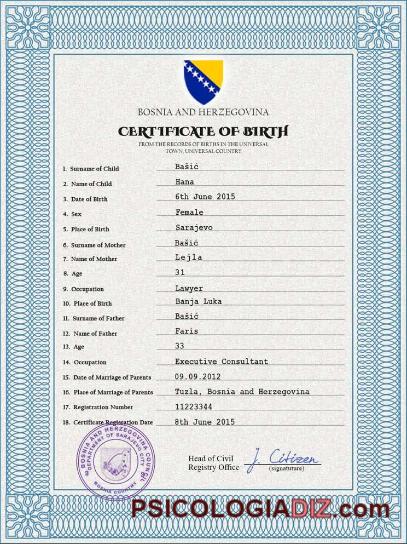 BOSNIA AND HERZEGOVINA
CERTIFICATE OF BIRTH
FROM THE RECORDS OF BIRTHS IN THE UNIVERSAL
TOWN, UNIVERSAL COUNTRY
1. Surname of Child Bašić
2. Name of Child Hana
3. Date of Birth 6th June 2015
4. Sex Female
5. Place of Birth Sarajevo
6. Surname of Mother Bašić
7. Name of Mother Lejla
8. Age 31
9. Occupation Lawyer
10. Place of Birth Banja Luka
11. Surname of Father Bašić
12. Name of Father Faris
13. Age 33
14. Occupation Executive Consultant
15. Date of Marriage of Parents 09.09.2012
16. Place of Marriage of Parents Tuzla, Bosnia and Herzegovina
17. Registration Number 11223344
18. Certificate Registration Date 8th June 2015
BOSNIA AND HERZEGOVINA COUNCIL
DEPARTMENT OF SARAJEVO CITY
BOSNIA COUNTRY
Head of Civil
Registry Office
J. Citizen
(signature)
PSICOLOGIADIZ.com